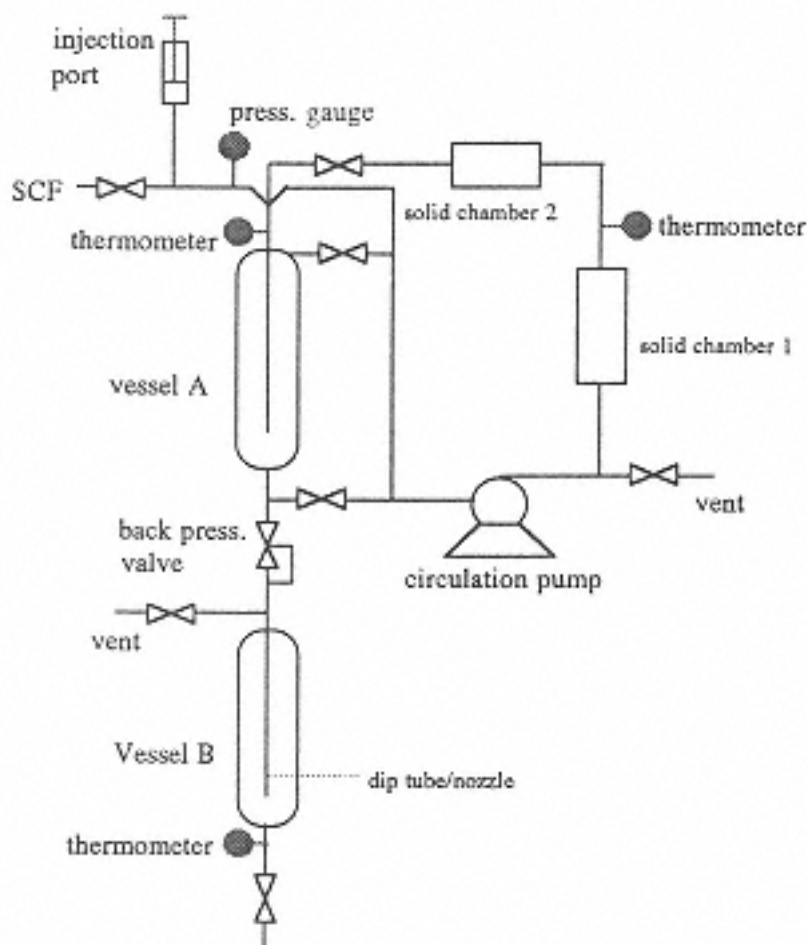 injection
port
press. gauge
SCF
solid chamber 2
thermometer
thermometer
solid chamber 1
vessel A
vent
back press.
valve
circulation pump
vent
Vessel B
dip tube/nozzle
thermometer